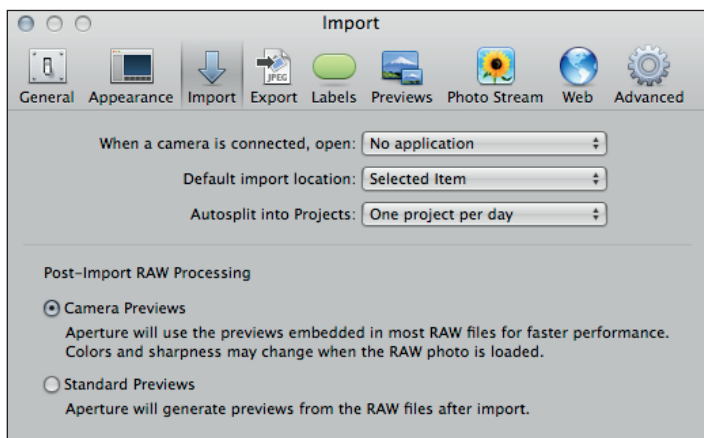 Import
JPEG
General Appearance Import Export Labels Previews Photo Stream Web Advanced
When a camera is connected, open: No application
Default import location: Selected Item
Autosplit into Projects: One project per day
Post-Import RAW Processing
Camera Previews
Aperture will use the previews embedded in most RAW files for faster performance.
Colors and sharpness may change when the RAW photo is loaded.
Standard Previews
Aperture will generate previews from the RAW files after import.